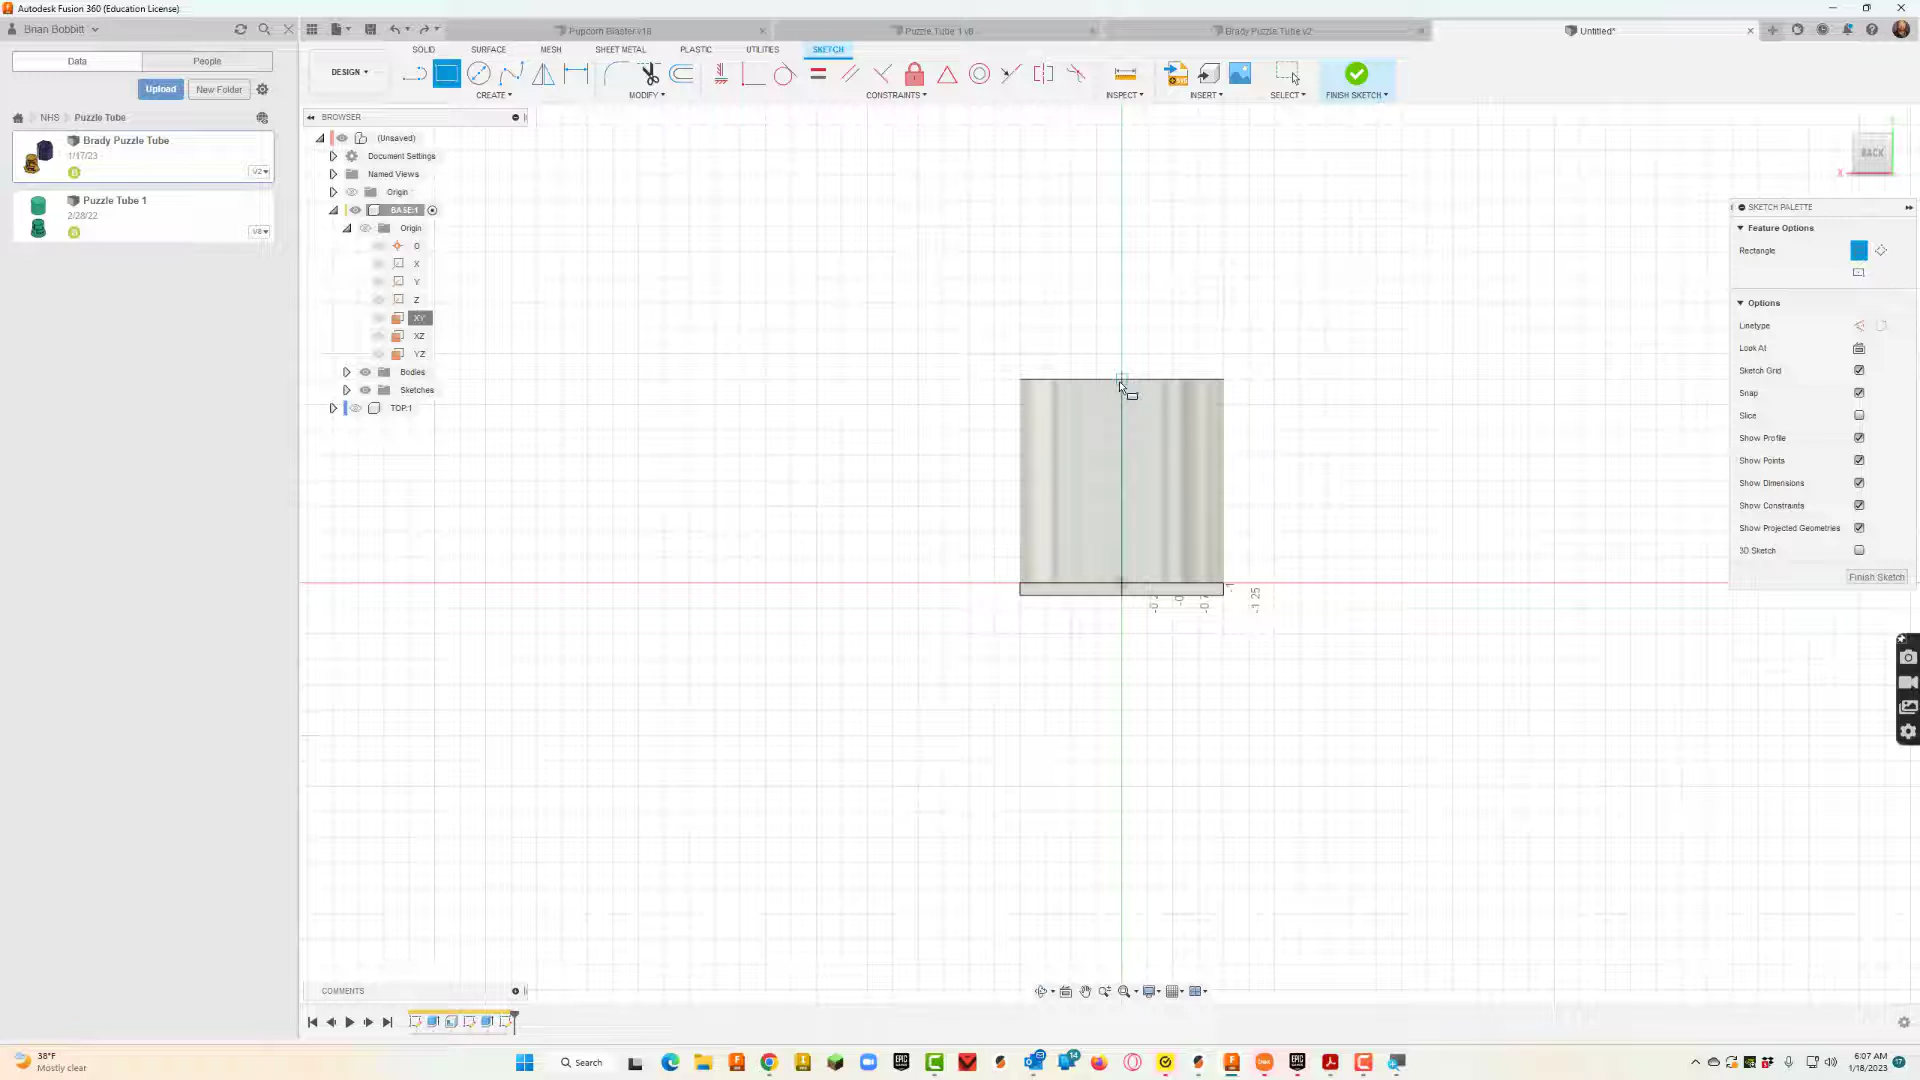 Autodesk Fusion 360 (Education License)
Brian Bobbitt
Pupcorn Blaster v18
Puzzle Tube 1 v8
Brady Puzzle Tube v2
Untitled*
Data
People
Upload
New Folder
NHS > Puzzle Tube
Brady Puzzle Tube
1/17/23
V2
Puzzle Tube 1
2/28/22
V8
SOLID SURFACE MESH SHEET METAL PLASTIC UTILITIES SKETCH
DESIGN
CREATE MODIFY CONSTRAINTS INSPECT INSERT SELECT FINISH SKETCH
BROWSER
(Unsaved)
Document Settings
Named Views
Origin
BASE:1
Origin
O
X
Y
Z
XY
XZ
YZ
Bodies
Sketches
TOP:1
BACK
X
SKETCH PALETTE
Feature Options
Rectangle
Options
Linetype
Look At
Sketch Grid
Snap
Slice
Show Profile
Show Points
Show Dimensions
Show Constraints
Show Projected Geometries
3D Sketch
Finish Sketch
-1
-1.25
COMMENTS
38°F
Mostly clear
Search
14
6:07 AM
1/18/2023
17